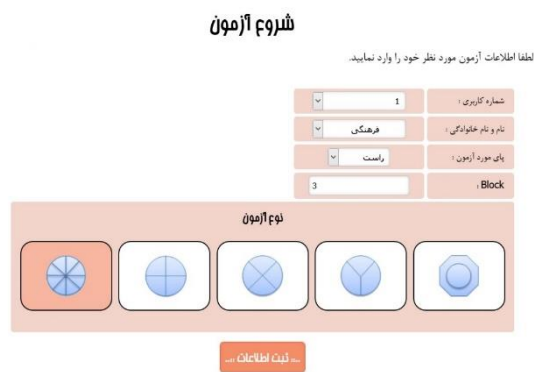 شروع آزمون
لطفا اطلاعات آزمون مورد نظر خود را وارد نمایید.
شماره کاربری : 1
نام و نام خانوادگی : فرهنگی
پای مورد آزمون : راست
Block : 3
نوع آزمون
ثبت اطلاعات